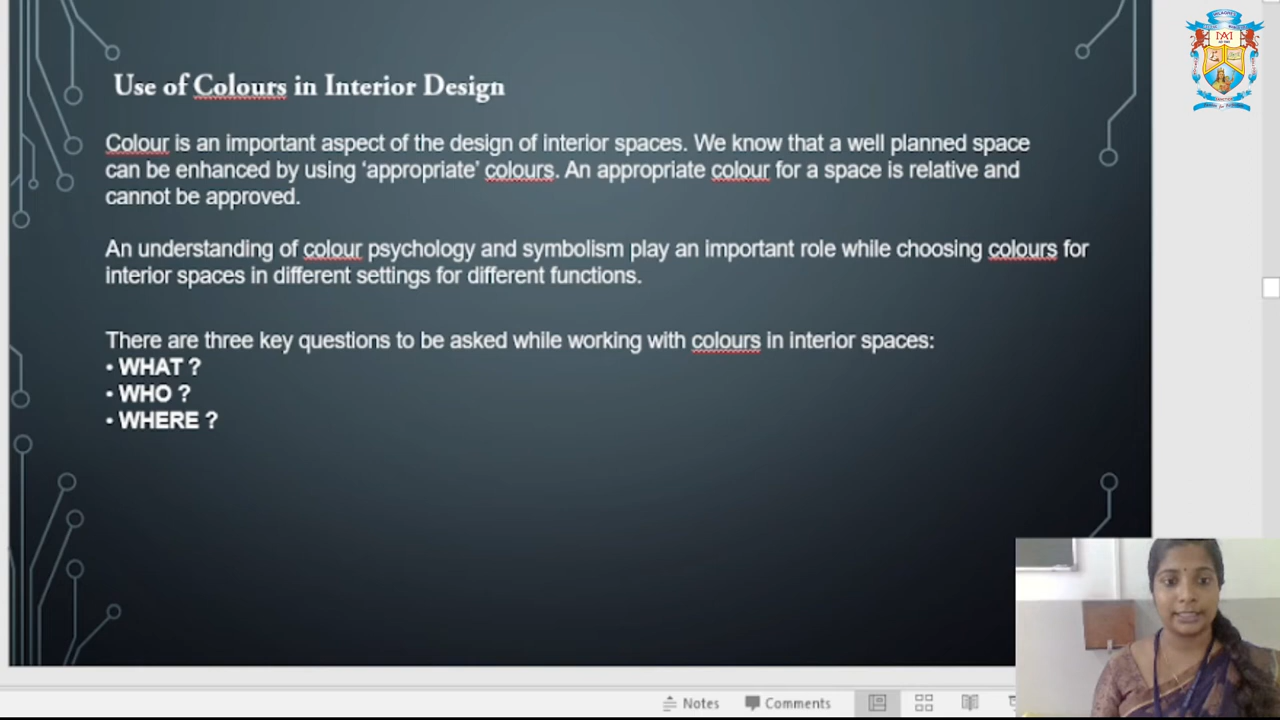 Use of Colours in Interior Design
Colour is an important aspect of the design of interior spaces. We know that a well planned space
can be enhanced by using ‘appropriate’ colours. An appropriate colour for a space is relative and
cannot be approved.
An understanding of colour psychology and symbolism play an important role while choosing colours for
interior spaces in different settings for different functions.
There are three key questions to be asked while working with colours in interior spaces:
• WHAT ?
• WHO ?
• WHERE ?
Notes
Comments